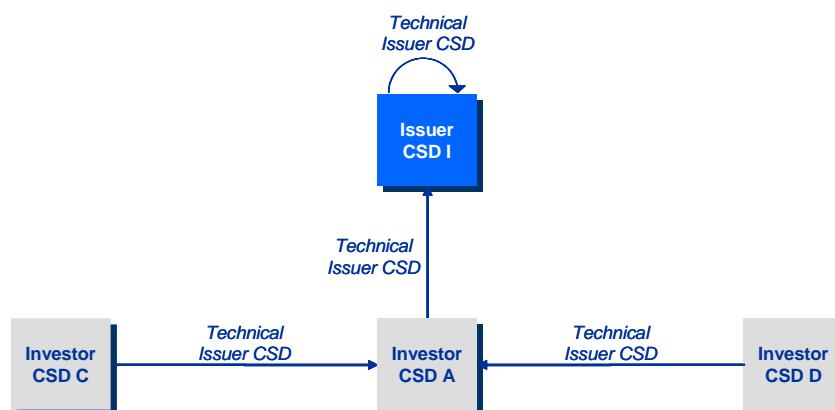 Technical
Issuer CSD
Issuer
CSD I
Technical
Issuer CSD
Investor
CSD C
Technical
Issuer CSD
Investor
CSD A
Technical
Issuer CSD
Investor
CSD D